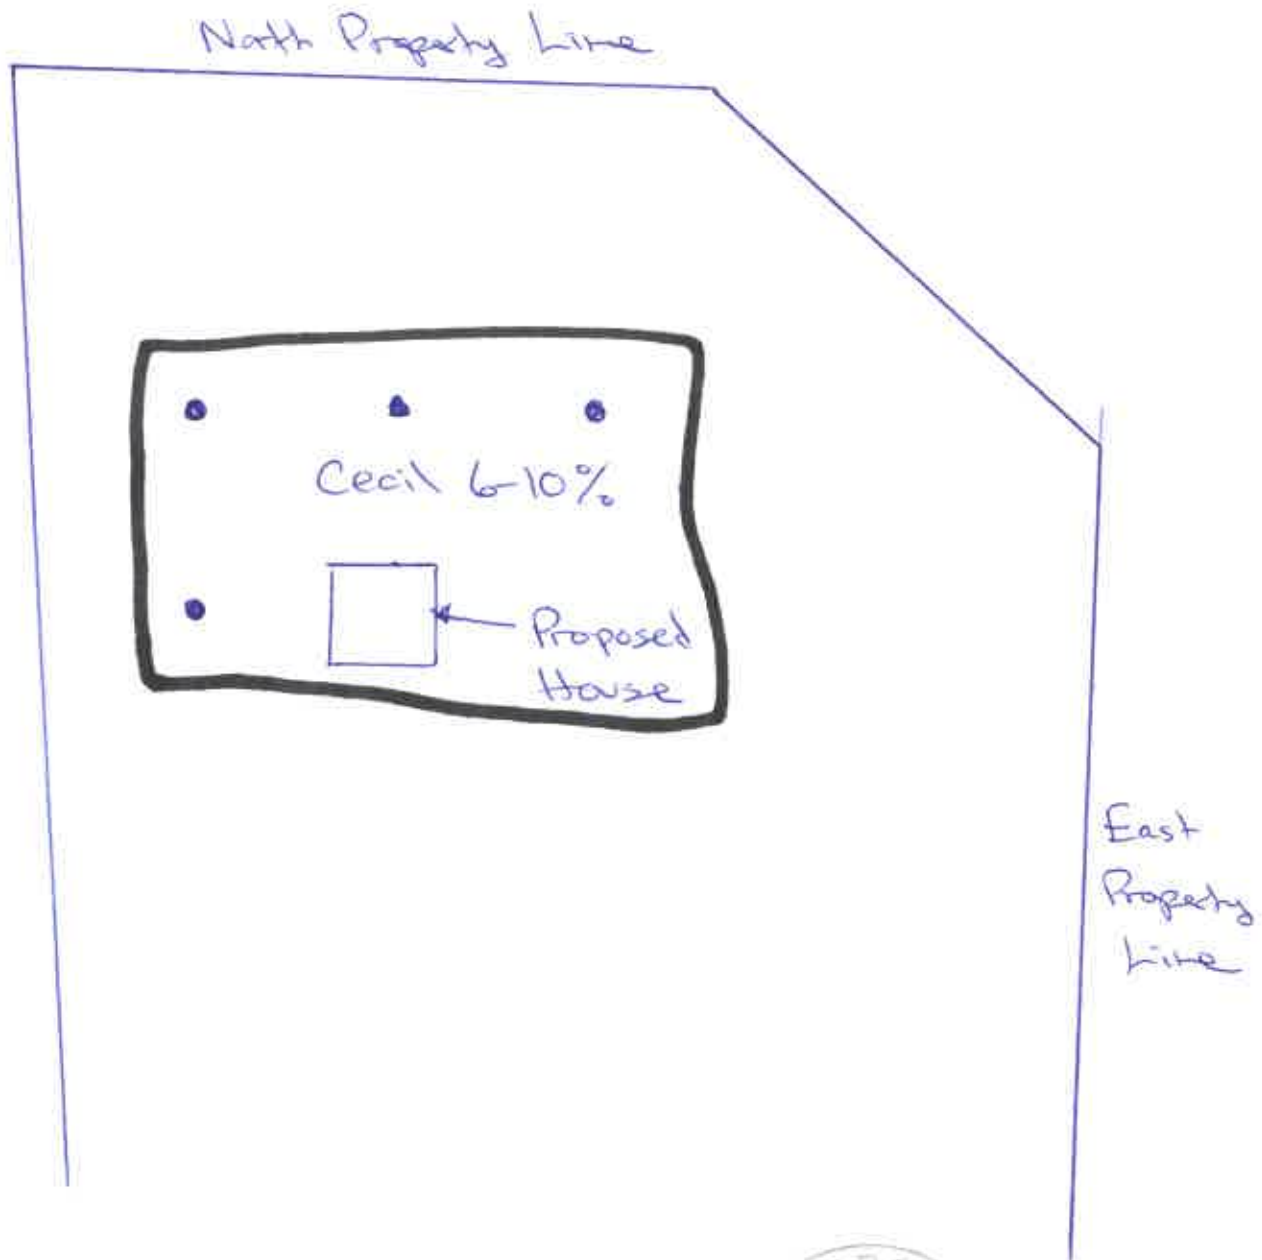 North Property Line
Cecil 6-10%
Proposed
House
East
Property
Line